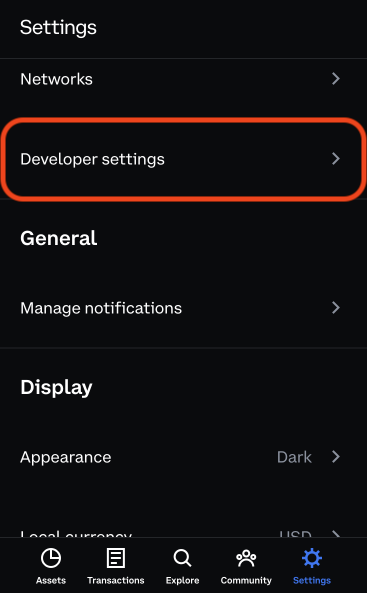 Settings
Networks
Developer settings
General
Manage notifications
Display
Appearance Dark
Local currency USD
Assets Transactions Explore Community Settings